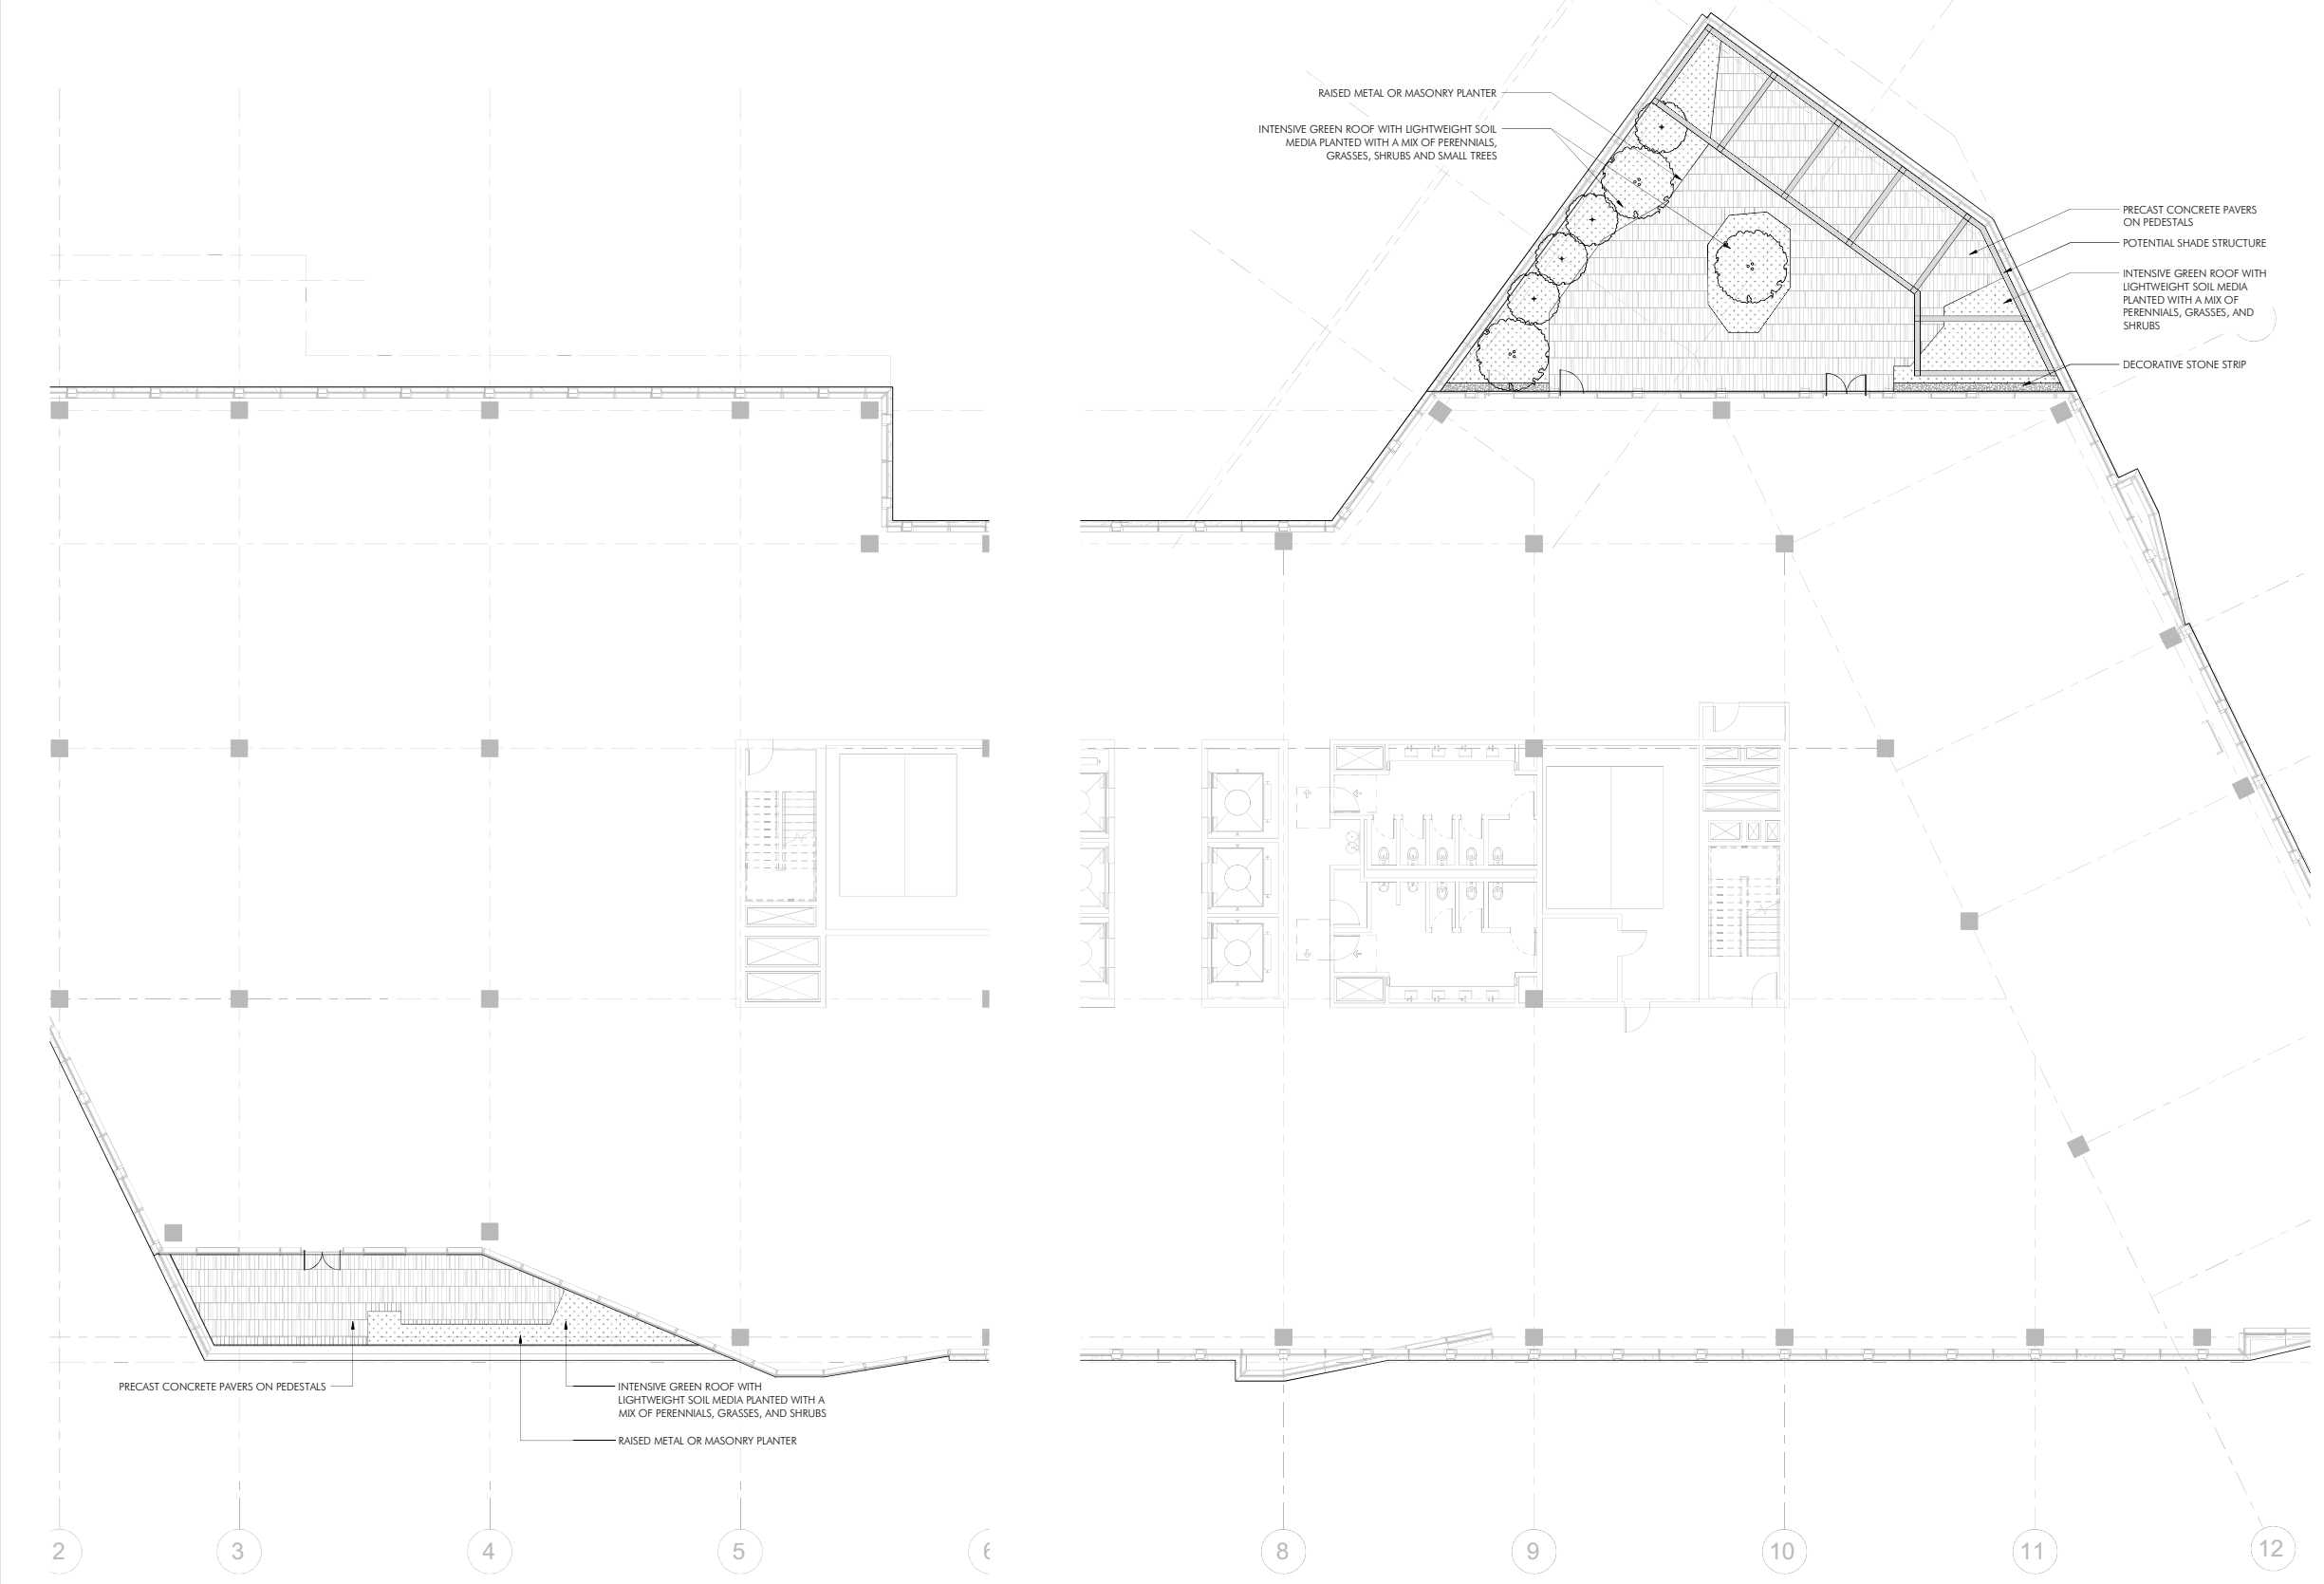 RAISED METAL OR MASONRY PLANTER
INTENSIVE GREEN ROOF WITH LIGHTWEIGHT SOIL
MEDIA PLANTED WITH A MIX OF PERENNIALS,
GRASSES, SHRUBS AND SMALL TREES
PRECAST CONCRETE PAVERS
ON PEDESTALS
POTENTIAL SHADE STRUCTURE
INTENSIVE GREEN ROOF WITH
LIGHTWEIGHT SOIL MEDIA
PLANTED WITH A MIX OF
PERENNIALS, GRASSES, AND
SHRUBS
DECORATIVE STONE STRIP
PRECAST CONCRETE PAVERS ON PEDESTALS
INTENSIVE GREEN ROOF WITH
LIGHTWEIGHT SOIL MEDIA PLANTED WITH A
MIX OF PERENNIALS, GRASSES, AND SHRUBS
RAISED METAL OR MASONRY PLANTER
2 3 4 5 8 9 10 11 12